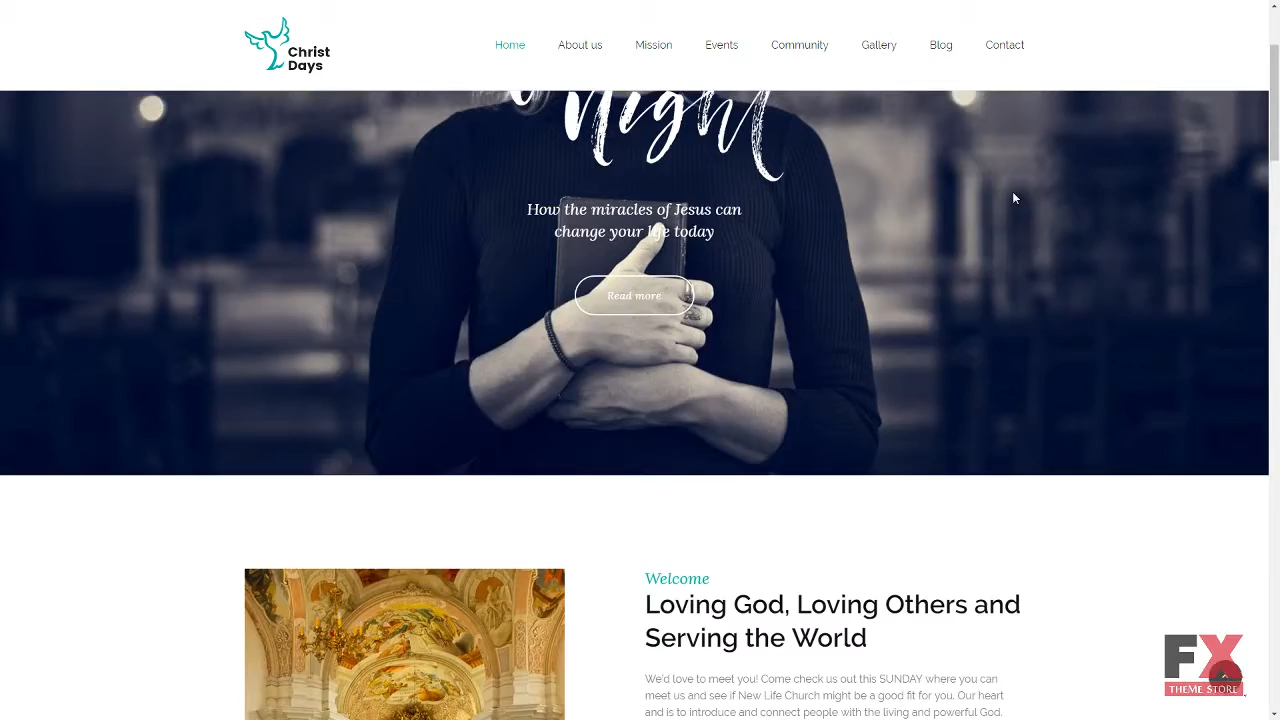 Christ
Days
Home
About us
Mission
Events
Community
Gallery
Blog
Contact
Night
How the miracles of Jesus can
change your life today
Read more
Welcome
Loving God, Loving Others and
Serving the World
We'd love to meet you! Come check us out this SUNDAY where you can
meet us and see if New Life Church might be a good fit for you. Our heart
and is to introduce and connect people with the living and powerful God.
FX
THEME STORE